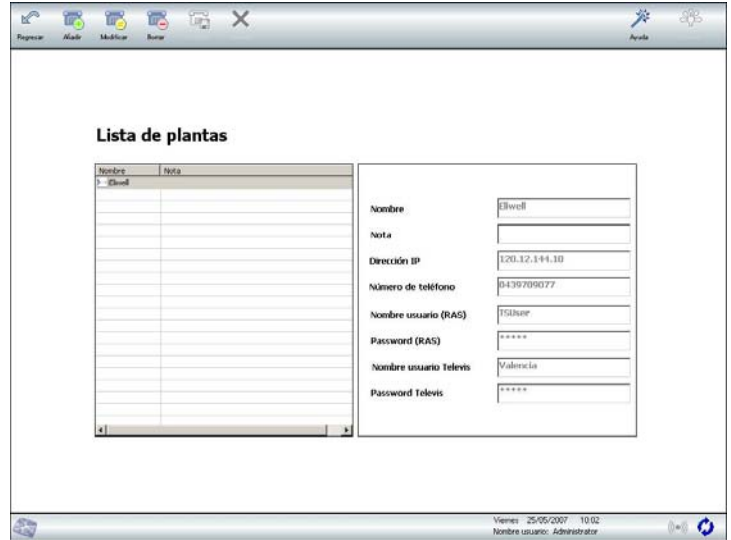 Regresar Añadir Modificar Borrar Ayuda
Lista de plantas
Nombre Nota
Eliwell
Nombre Eliwell
Nota
Dirección IP 120.12.144.10
Número de teléfono 0439709077
Nombre usuario (RAS) TSUser
Password (RAS) *****
Nombre usuario Televis Valencia
Password Televis *****
Viernes 25/05/2007 10:02
Nombre usuario: Administrator